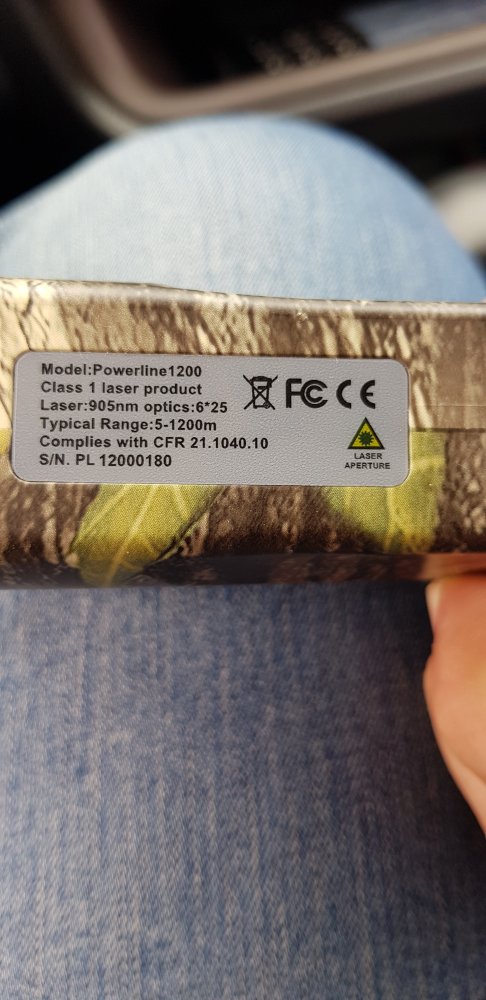 Model:Powerline1200
Class 1 laser product
Laser:905nm optics:6*25
Typical Range:5-1200m
Complies with CFR 21.1040.10
S/N. PL 12000180
FC CE
LASER
APERTURE